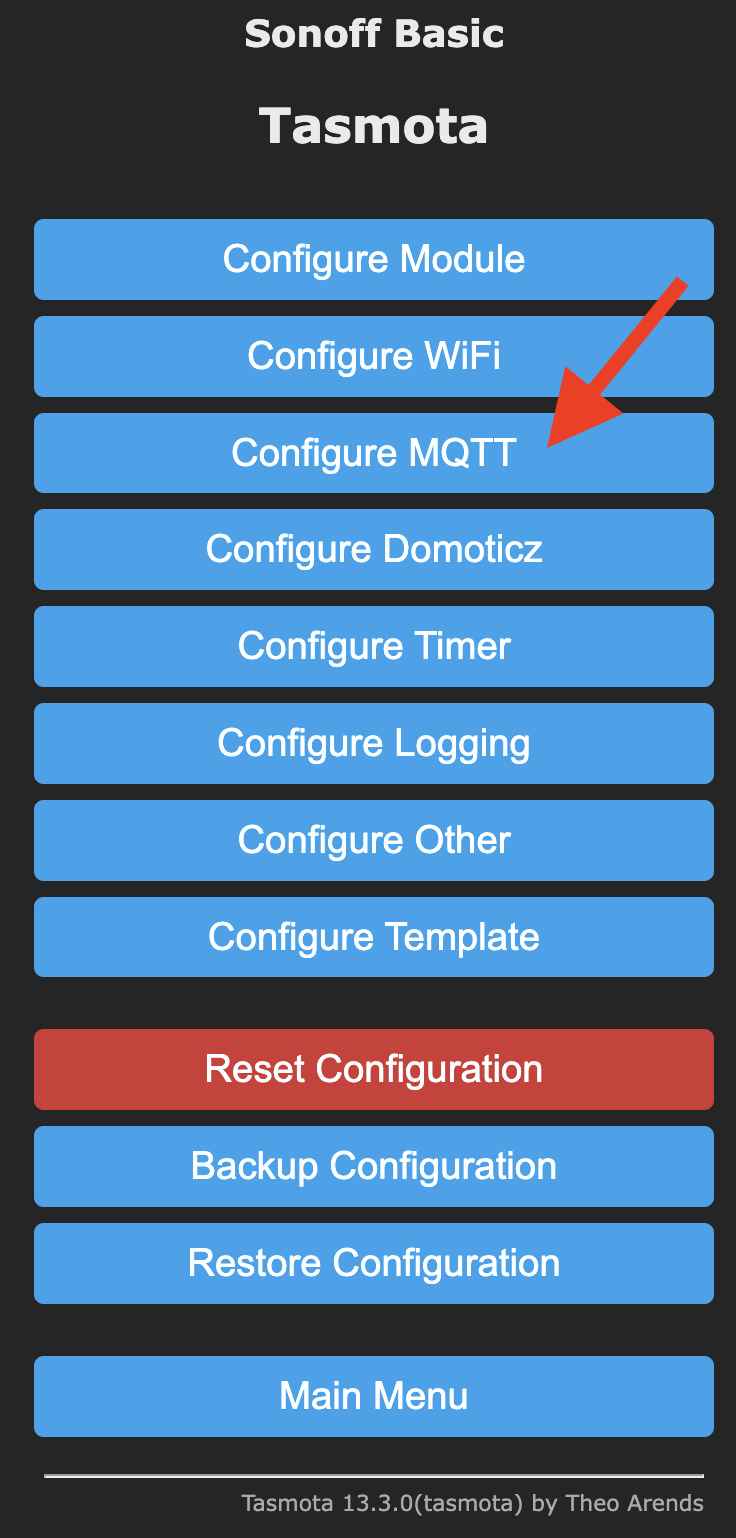 Sonoff Basic
Tasmota
Configure Module
Configure WiFi
Configure MQTT
Configure Domoticz
Configure Timer
Configure Logging
Configure Other
Configure Template
Reset Configuration
Backup Configuration
Restore Configuration
Main Menu
Tasmota 13.3.0(tasmota) by Theo Arends